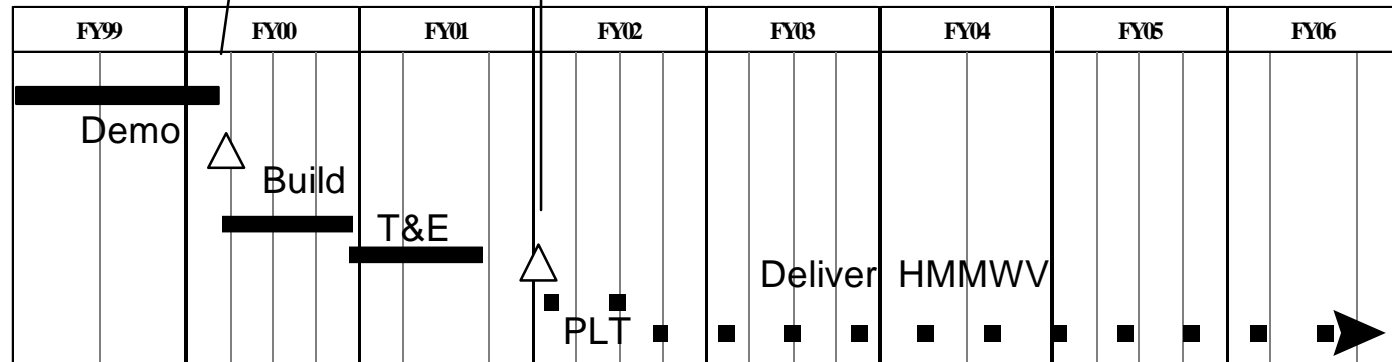 FY99 FY00 FY01 FY02 FY03 FY04 FY05 FY06
Demo
Build
T&E
Deliver HMMWV
PLT